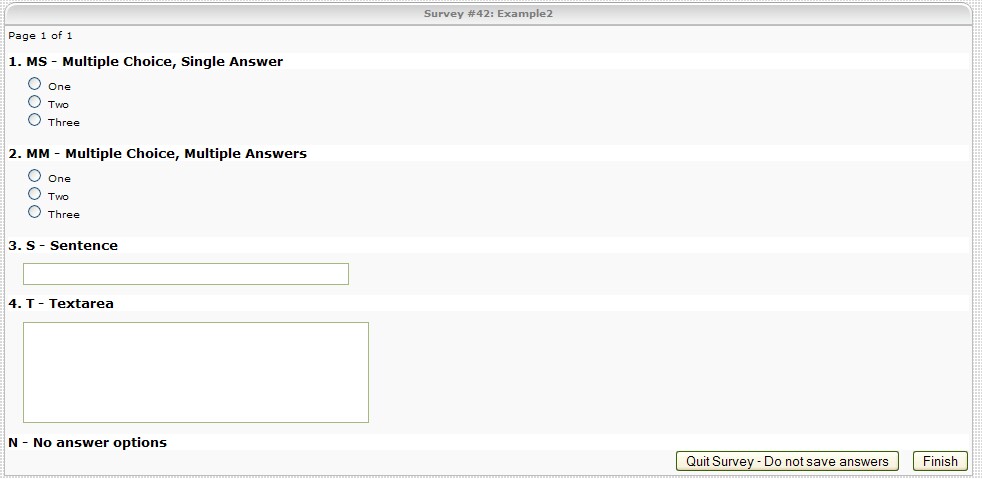 Survey #42: Example2
Page 1 of 1
1. MS - Multiple Choice, Single Answer
One
Two
Three
2. MM - Multiple Choice, Multiple Answers
One
Two
Three
3. S - Sentence
4. T - Textarea
N - No answer options
Quit Survey - Do not save answers Finish